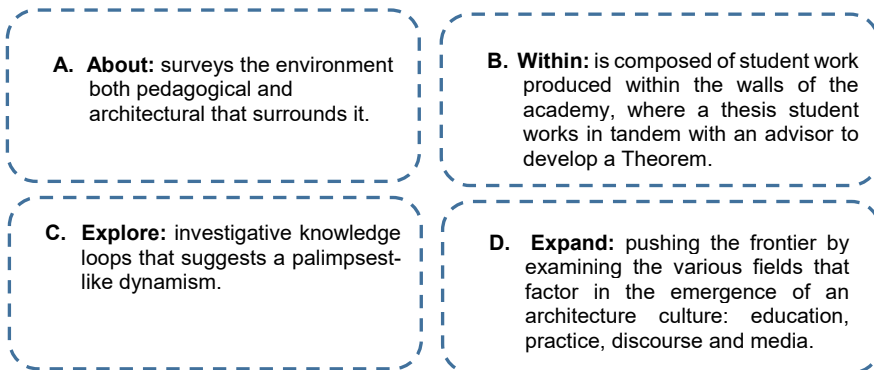 A. About: surveys the environment
both pedagogical and
architectural that surrounds it.
B. Within: is composed of student work
produced within the walls of the
academy, where a thesis student
works in tandem with an advisor to
develop a Theorem.
C. Explore: investigative knowledge
loops that suggests a palimpsest-
like dynamism.
D. Expand: pushing the frontier by
examining the various fields that
factor in the emergence of an
architecture culture: education,
practice, discourse and media.